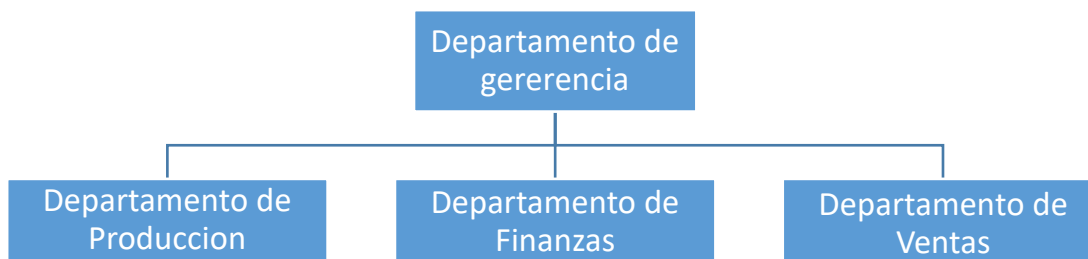 Departamento de
gererencia
Departamento de
Produccion
Departamento de
Finanzas
Departamento de
Ventas